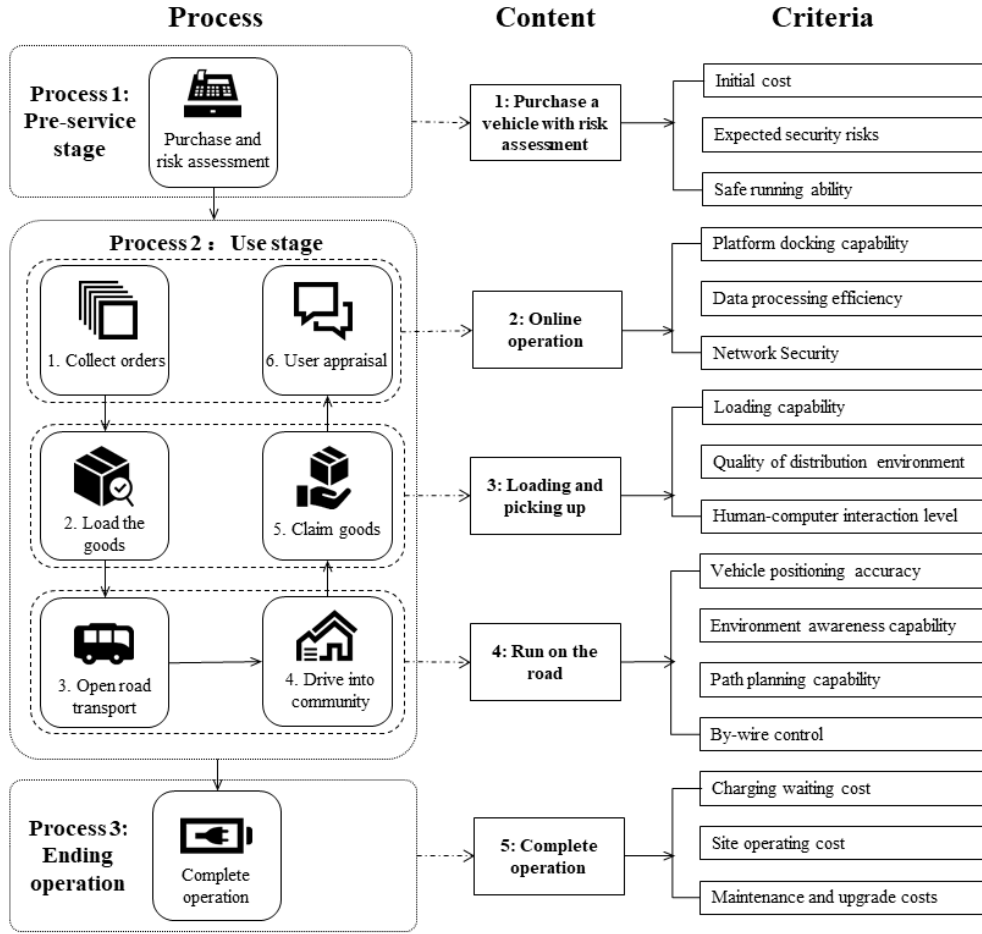 Process
Content
Criteria
Process 1:
Pre-service
stage
Purchase and
risk assessment
1: Purchase a
vehicle with risk
assessment
Initial cost
Expected security risks
Safe running ability
Process 2： Use stage
1. Collect orders
6. User appraisal
2: Online
operation
Platform docking capability
Data processing efficiency
Network Security
2. Load the
goods
5. Claim goods
3: Loading and
picking up
Loading capability
Quality of distribution environment
Human-computer interaction level
3. Open road
transport
4. Drive into
community
4: Run on the
road
Vehicle positioning accuracy
Environment awareness capability
Path planning capability
By-wire control
Process 3:
Ending
operation
Complete
operation
5: Complete
operation
Charging waiting cost
Site operating cost
Maintenance and upgrade costs